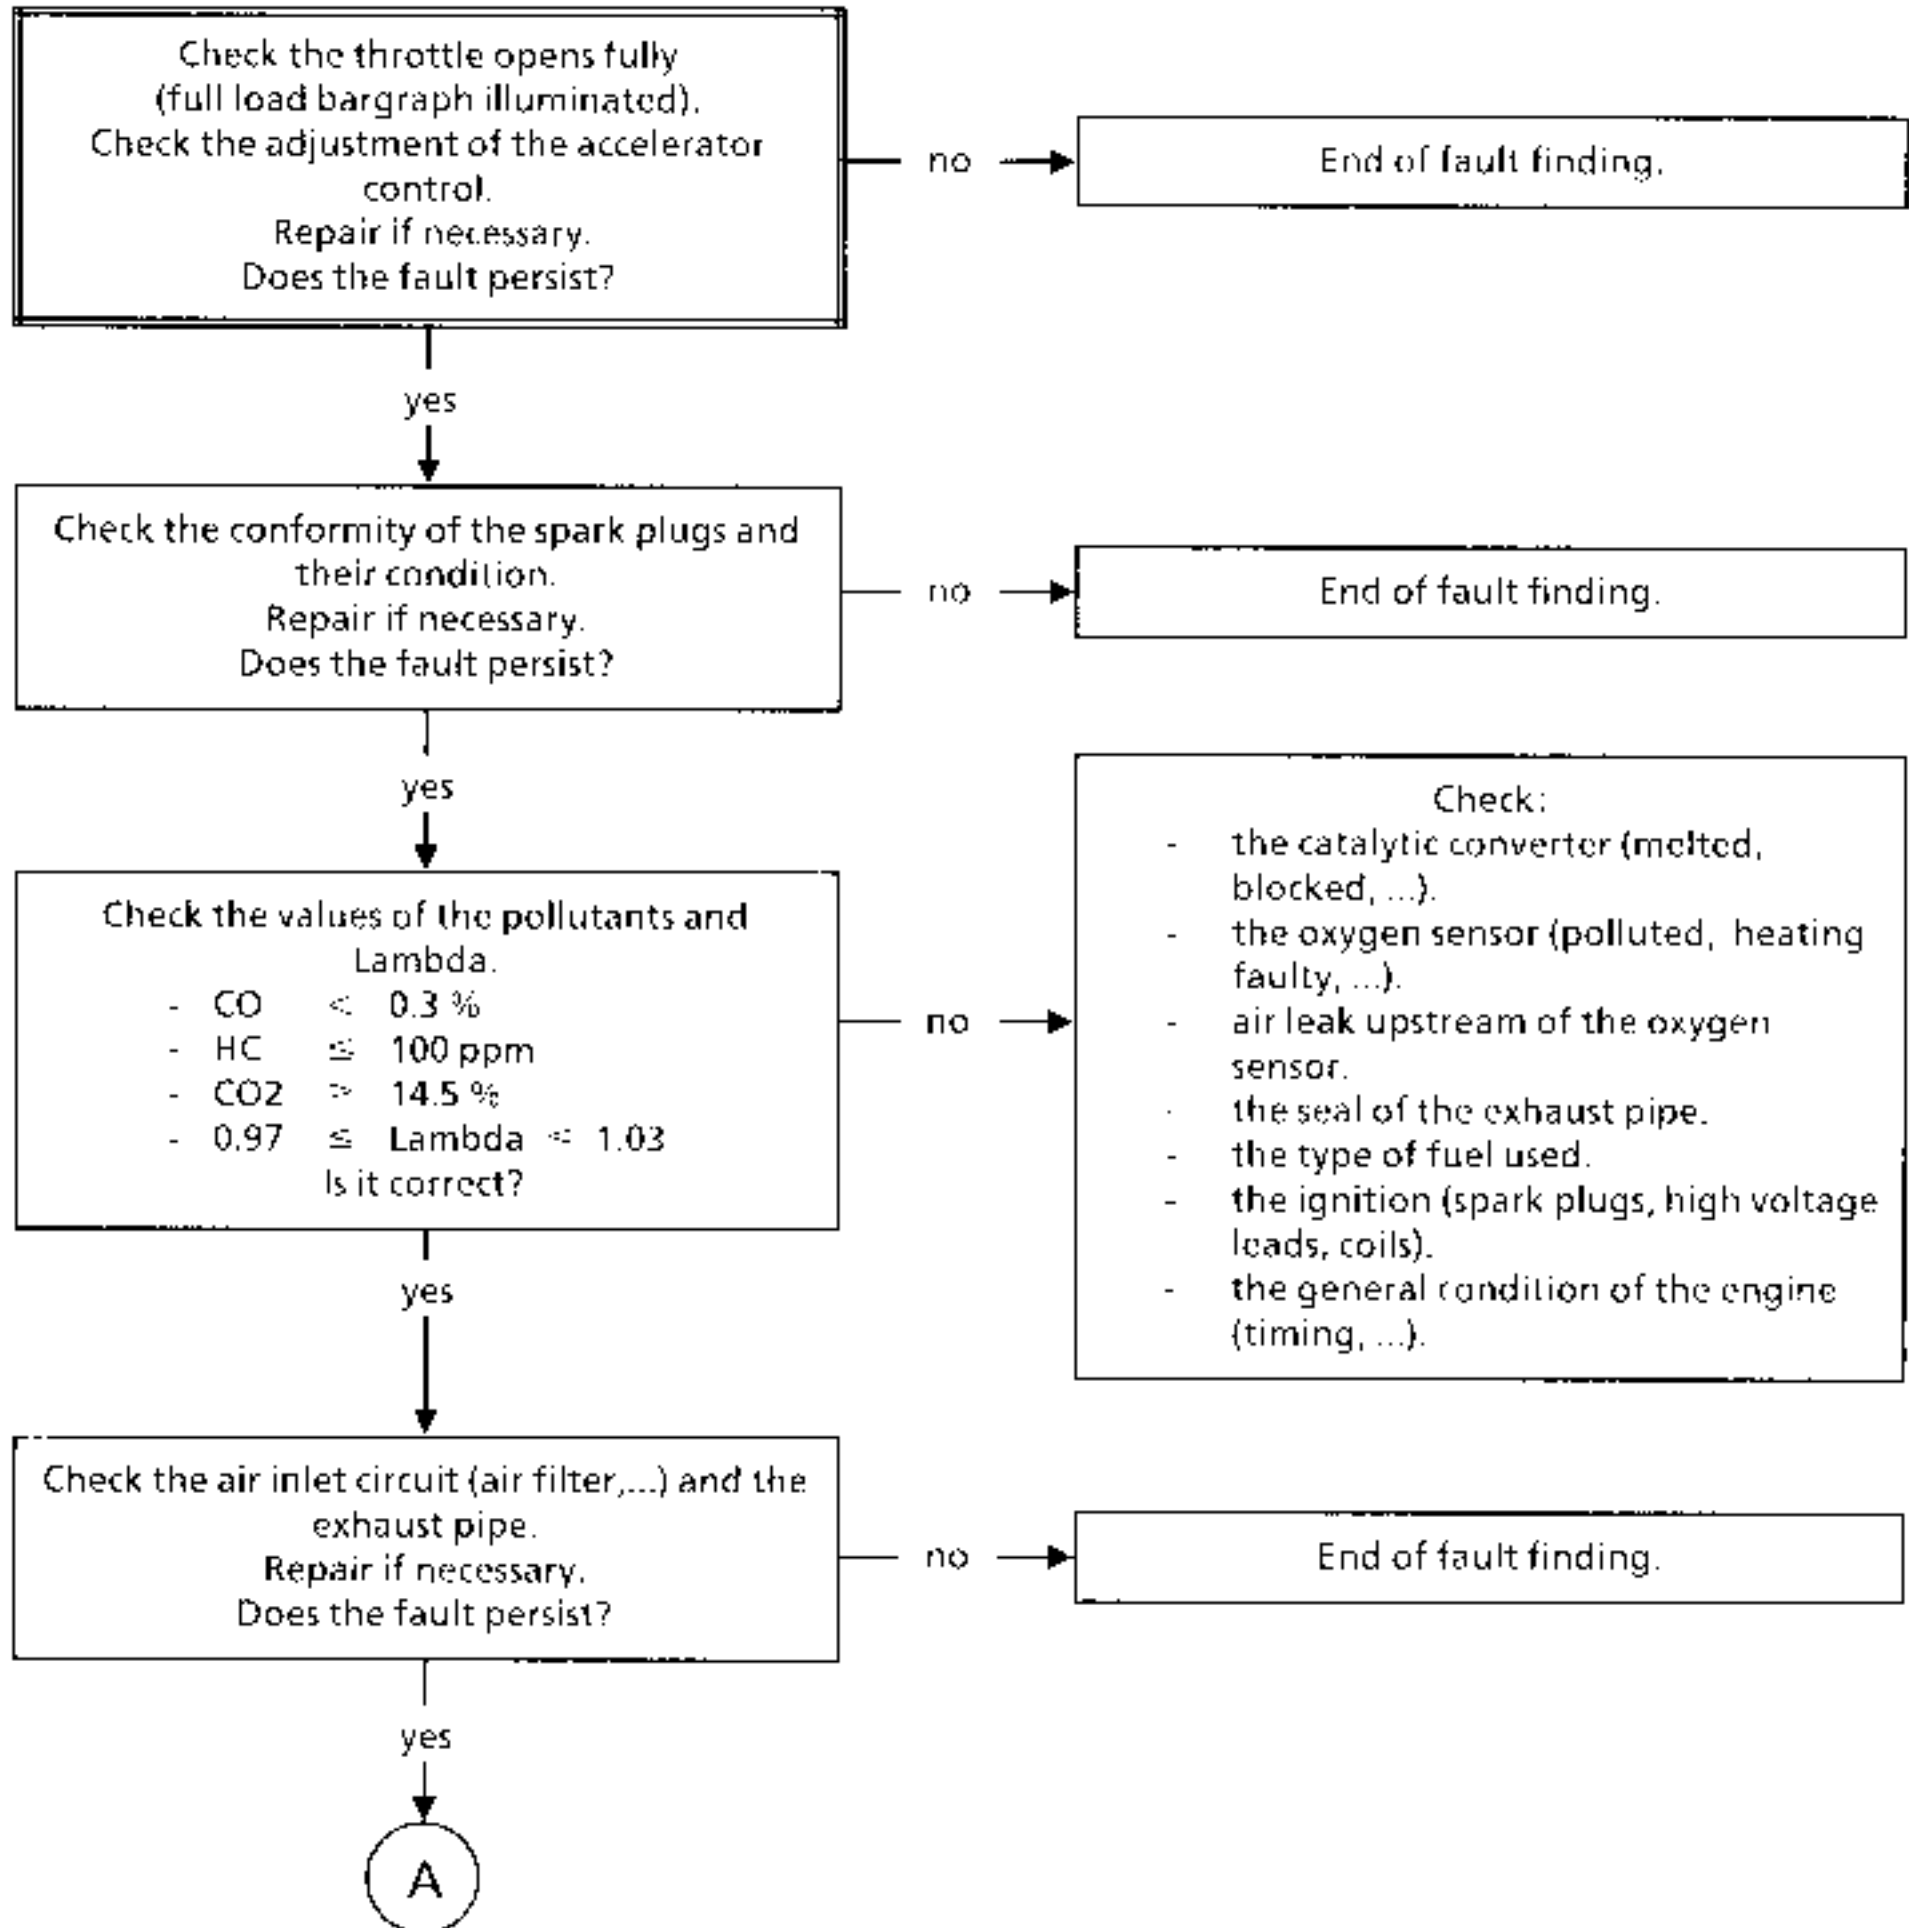 Check the throttle opens fully
(full load bargraph illuminated).
Check the adjustment of the accelerator
control.
Repair if necessary.
Does the fault persist?
no
End of fault finding.
yes
Check the conformity of the spark plugs and
their condition.
Repair if necessary.
Does the fault persist?
no
End of fault finding.
yes
Check the values of the pollutants and
Lambda.
- CO < 0.3 %
- HC ≤ 100 ppm
- CO2 > 14.5 %
- 0.97 ≤ Lambda ≤ 1.03
Is it correct?
no
Check:
- the catalytic converter (melted,
blocked, ...).
- the oxygen sensor (polluted, heating
faulty, ...).
- air leak upstream of the oxygen
sensor.
- the seal of the exhaust pipe.
- the type of fuel used.
- the ignition (spark plugs, high voltage
leads, coils).
- the general condition of the engine
(timing, ...).
yes
Check the air inlet circuit (air filter,...) and the
exhaust pipe.
Repair if necessary.
Does the fault persist?
no
End of fault finding.
yes
A